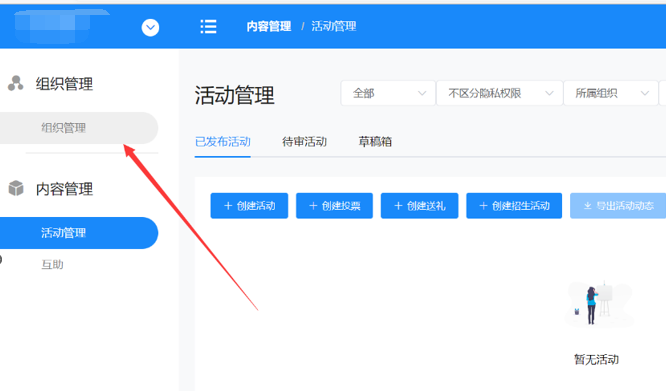 内容管理 / 活动管理
组织管理
组织管理
内容管理
活动管理
互助
活动管理
全部 不区分隐私权限 所属组织
已发布活动 待审活动 草稿箱
+ 创建活动 + 创建投票 + 创建送礼 + 创建招生活动 导出活动动态
暂无活动